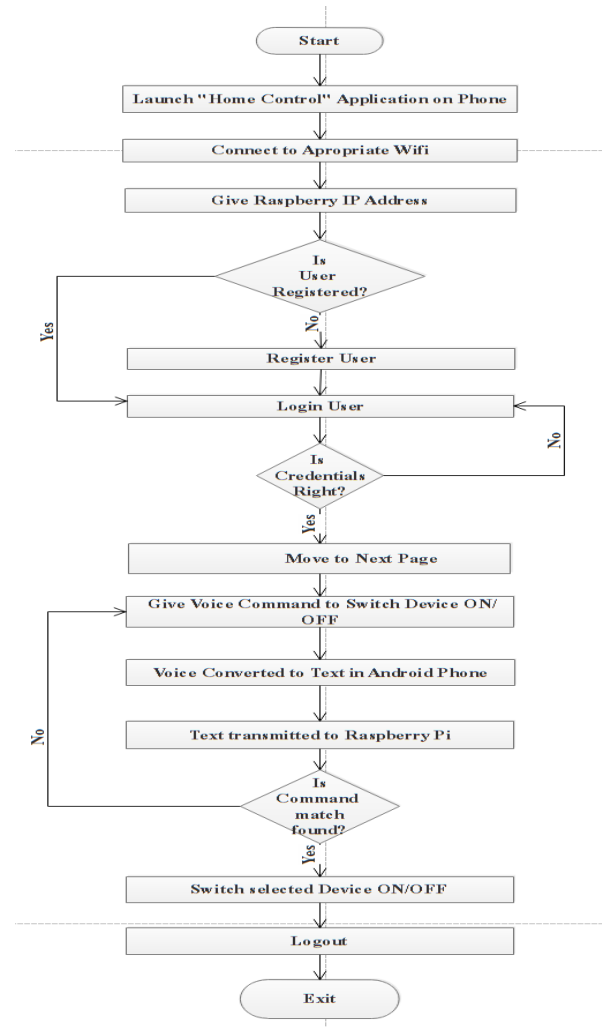 Start
Launch "Home Control" Application on Phone
Connect to Apropriate Wifi
Give Raspberry IP Address
Is
User
Registered?
Yes
No
Register User
Login User
No
Is
Credentials
Right?
Yes
Move to Next Page
Give Voice Command to Switch Device ON/
OFF
Voice Converted to Text in Android Phone
Text transmitted to Raspberry Pi
No
Is
Command
match
found?
Yes
Switch selected Device ON/OFF
Logout
Exit